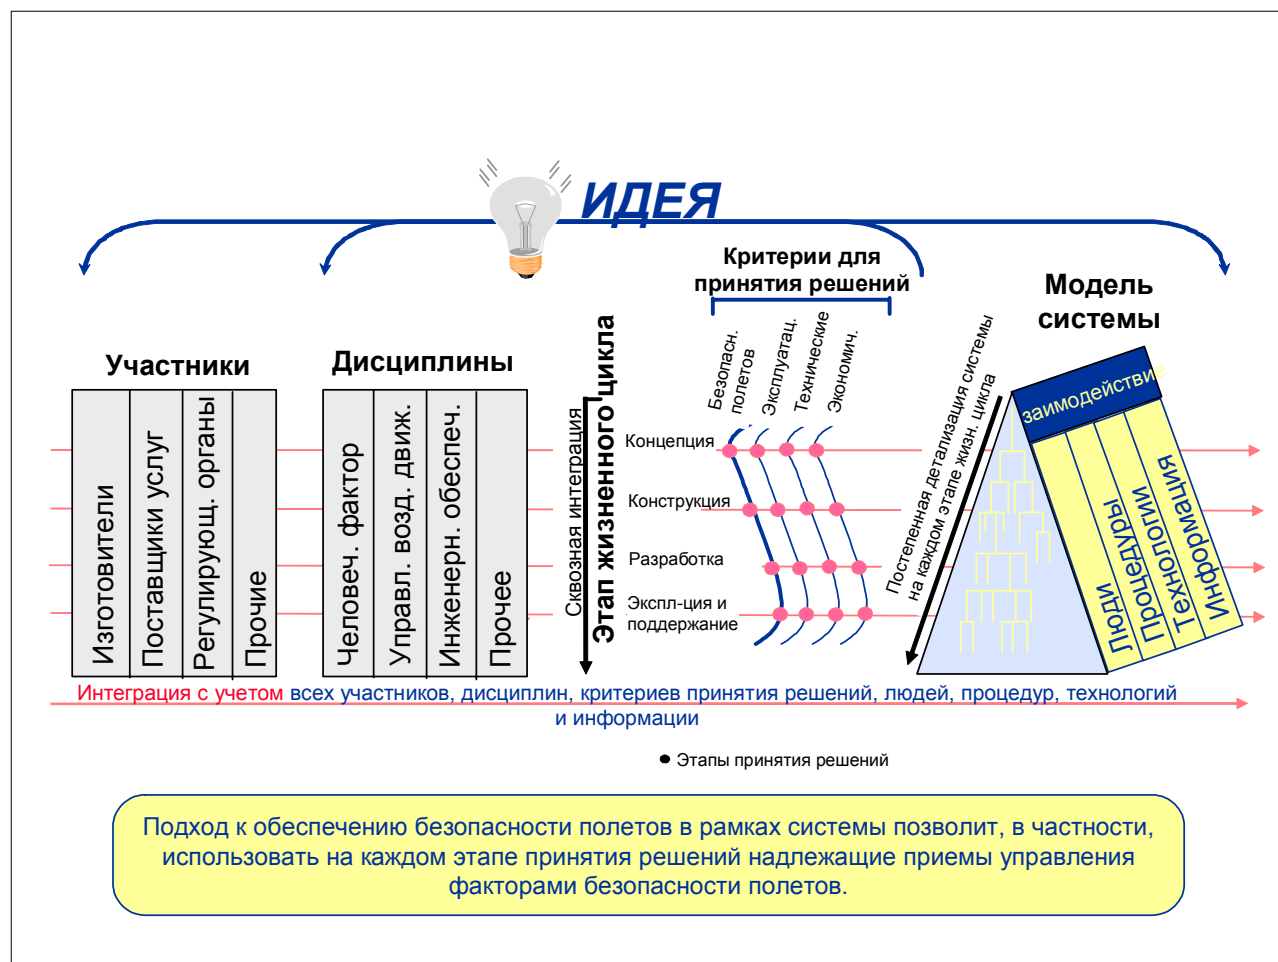 ИДЕЯ
Критерии для
принятия решений
Модель
системы
Участники
Дисциплины
Изготовители
Поставщики услуг
Регулирующ. органы
Прочие
Человеч. фактор
Управл. возд. движ.
Инженерн. обеспеч.
Прочее
Сквозная интеграция
Этап жизненного цикла
Безопасн.
полетов
Эксплуатац.
Технические
Экономич.
Концепция
Конструкция
Разработка
Экспл-ция и
поддержание
Постепенная детализация системы
на каждом этапе жизн. цикла
заимодействие
Люди
Процедуры
Технологии
Информация
Интеграция с учетом всех участников, дисциплин, критериев принятия решений, людей, процедур, технологий
и информации
Этапы принятия решений
Подход к обеспечению безопасности полетов в рамках системы позволит, в частности,
использовать на каждом этапе принятия решений надлежащие приемы управления
факторами безопасности полетов.